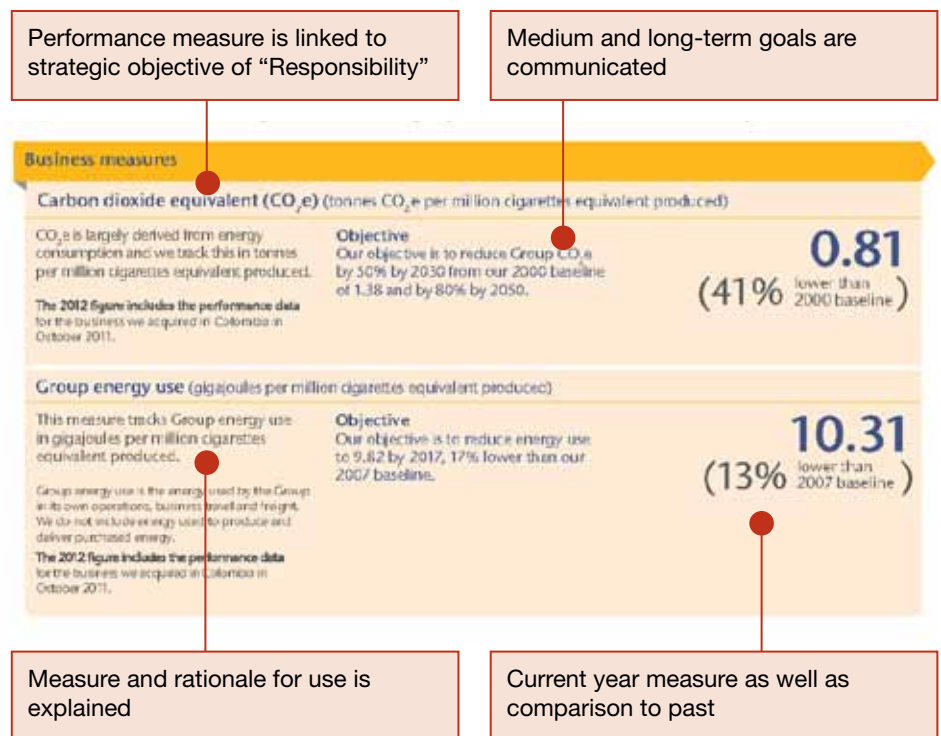 Performance measure is linked to
strategic objective of “Responsibility”
Medium and long-term goals are
communicated
Business measures
Carbon dioxide equivalent (CO₂e) (tonnes CO₂e per million cigarettes equivalent produced)
CO₂e is largely derived from energy
consumption and we track this in tonnes
per million cigarettes equivalent produced.
The 2012 figure includes the performance data
for the business we acquired in Colombia in
October 2011.
Objective
Our objective is to reduce Group CO₂e
by 50% by 2030 from our 2000 baseline
of 1.38 and by 80% by 2050.
0.81
(41% lower than
2000 baseline)
Group energy use (gigajoules per million cigarettes equivalent produced)
This measure tracks Group energy use
in gigajoules per million cigarettes
equivalent produced.
Group energy use is the energy used by the Group
in its own operations, business travel and freight.
We do not include energy used to produce and
deliver purchased energy.
The 2012 figure includes the performance data
for the business we acquired in Colombia in
October 2011.
Objective
Our objective is to reduce energy use
to 9.82 by 2017, 17% lower than our
2007 baseline.
10.31
(13% lower than
2007 baseline)
Measure and rationale for use is
explained
Current year measure as well as
comparison to past